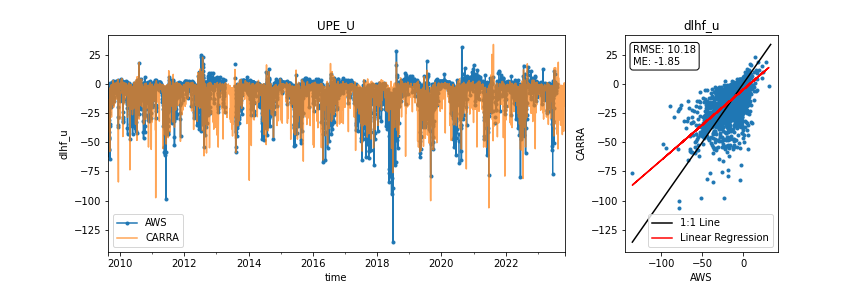 UPE_U
dlhf_u
25
0
−25
−50
−75
−100
−125
dlhf_u
AWS
CARRA
2010
2012
2014
2016
2018
2020
2022
time
RMSE: 10.18
ME: -1.85
25
0
−25
−50
−75
−100
−125
CARRA
1:1 Line
Linear Regression
−100
−50
0
AWS